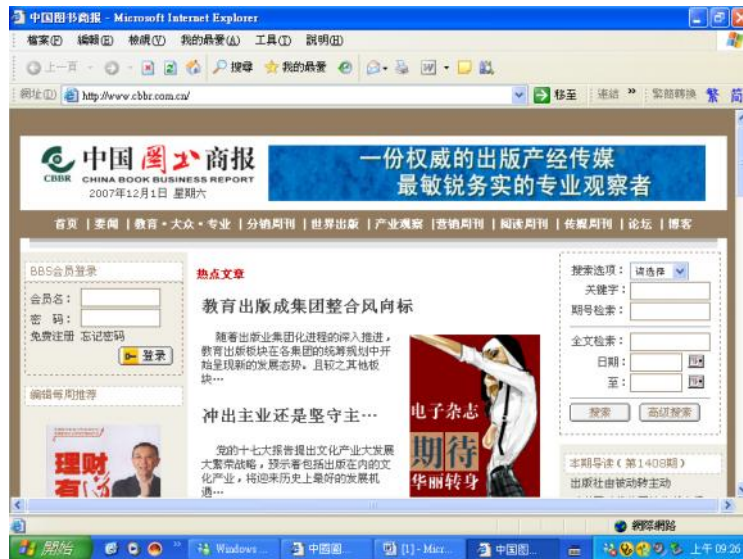 中国图书商报 - Microsoft Internet Explorer
檔案(F) 編輯(E) 檢視(V) 我的最愛(A) 工具(T) 說明(H)
上一頁 搜尋 我的最愛
網址(D) http://www.cbbr.com.cn/ 移至 連結 » 繁簡轉換 繁 简
CBBR
中国图书商报
CHINA BOOK BUSINESS REPORT
2007年12月1日 星期六
一份权威的出版产经传媒
最敏锐务实的专业观察者
首页 | 要闻 | 教育·大众·专业 | 分销周刊 | 世界出版 | 产业观察 | 营销周刊 | 阅读周刊 | 传媒周刊 | 论坛 | 博客
BBS会员登录
会员名：
密 码：
免费注册 忘记密码
登录
编辑每周推荐
理财
热点文章
教育出版成集团整合风向标
随着出版业集团化进程的深入推进，
教育出版板块在各集团的统筹规划中开
始呈现新的发展态势。且较之其他板
块…
冲出主业还是坚守主…
党的十七大报告提出文化产业大发展
大繁荣战略，预示着包括出版在内的文
化产业，将迎来历史上最好的发展机
遇…
电子杂志
期待
华丽转身
搜索选项： 请选择
关键字：
期号检索：
全文检索：
日期：
至：
搜索 高级搜索
本期导读(第1408期)
出版社由被动转主动
網際網路
開始 Windows ... [1] - Micr... 中国图... 上午 09:26